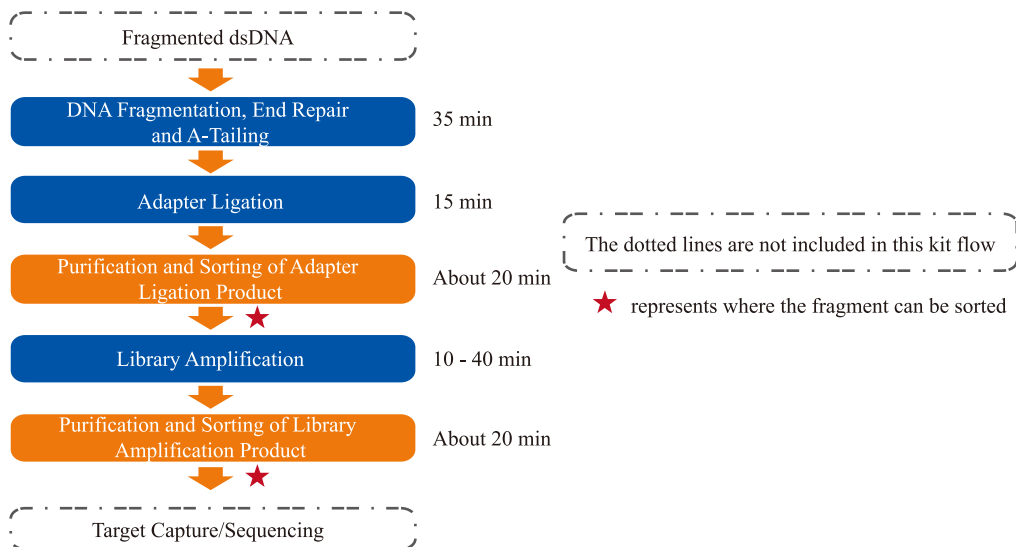 Fragmented dsDNA
DNA Fragmentation, End Repair
and A-Tailing
35 min
Adapter Ligation
15 min
Purification and Sorting of Adapter
Ligation Product
About 20 min
Library Amplification
10 - 40 min
Purification and Sorting of Library
Amplification Product
About 20 min
Target Capture/Sequencing
The dotted lines are not included in this kit flow
represents where the fragment can be sorted